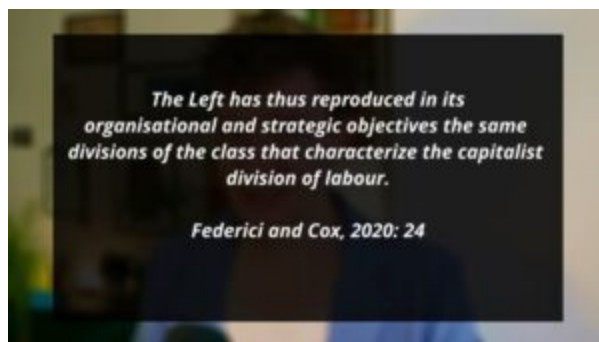 The Left has thus reproduced in its
organisational and strategic objectives the same
divisions of the class that characterize the capitalist
division of labour.
Federici and Cox, 2020: 24